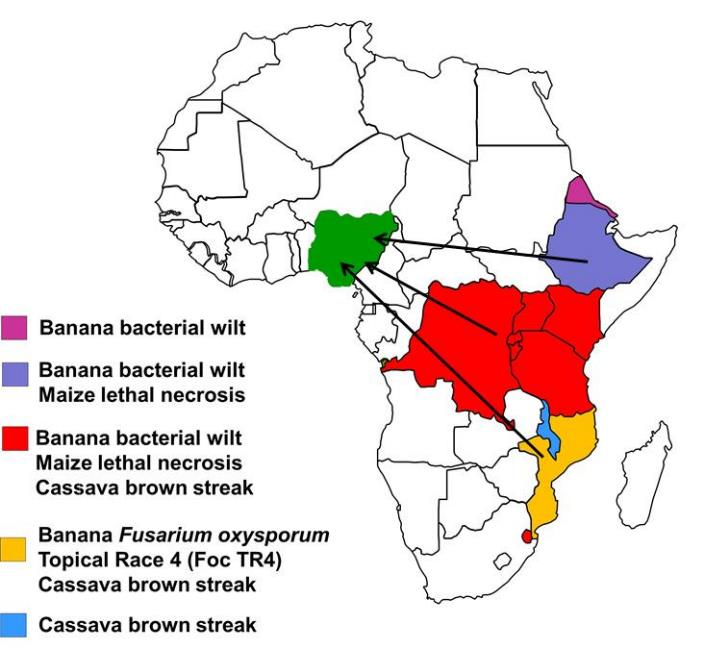 Banana bacterial wilt
Banana bacterial wilt
Maize lethal necrosis
Banana bacterial wilt
Maize lethal necrosis
Cassava brown streak
Banana Fusarium oxysporum
Topical Race 4 (Foc TR4)
Cassava brown streak
Cassava brown streak